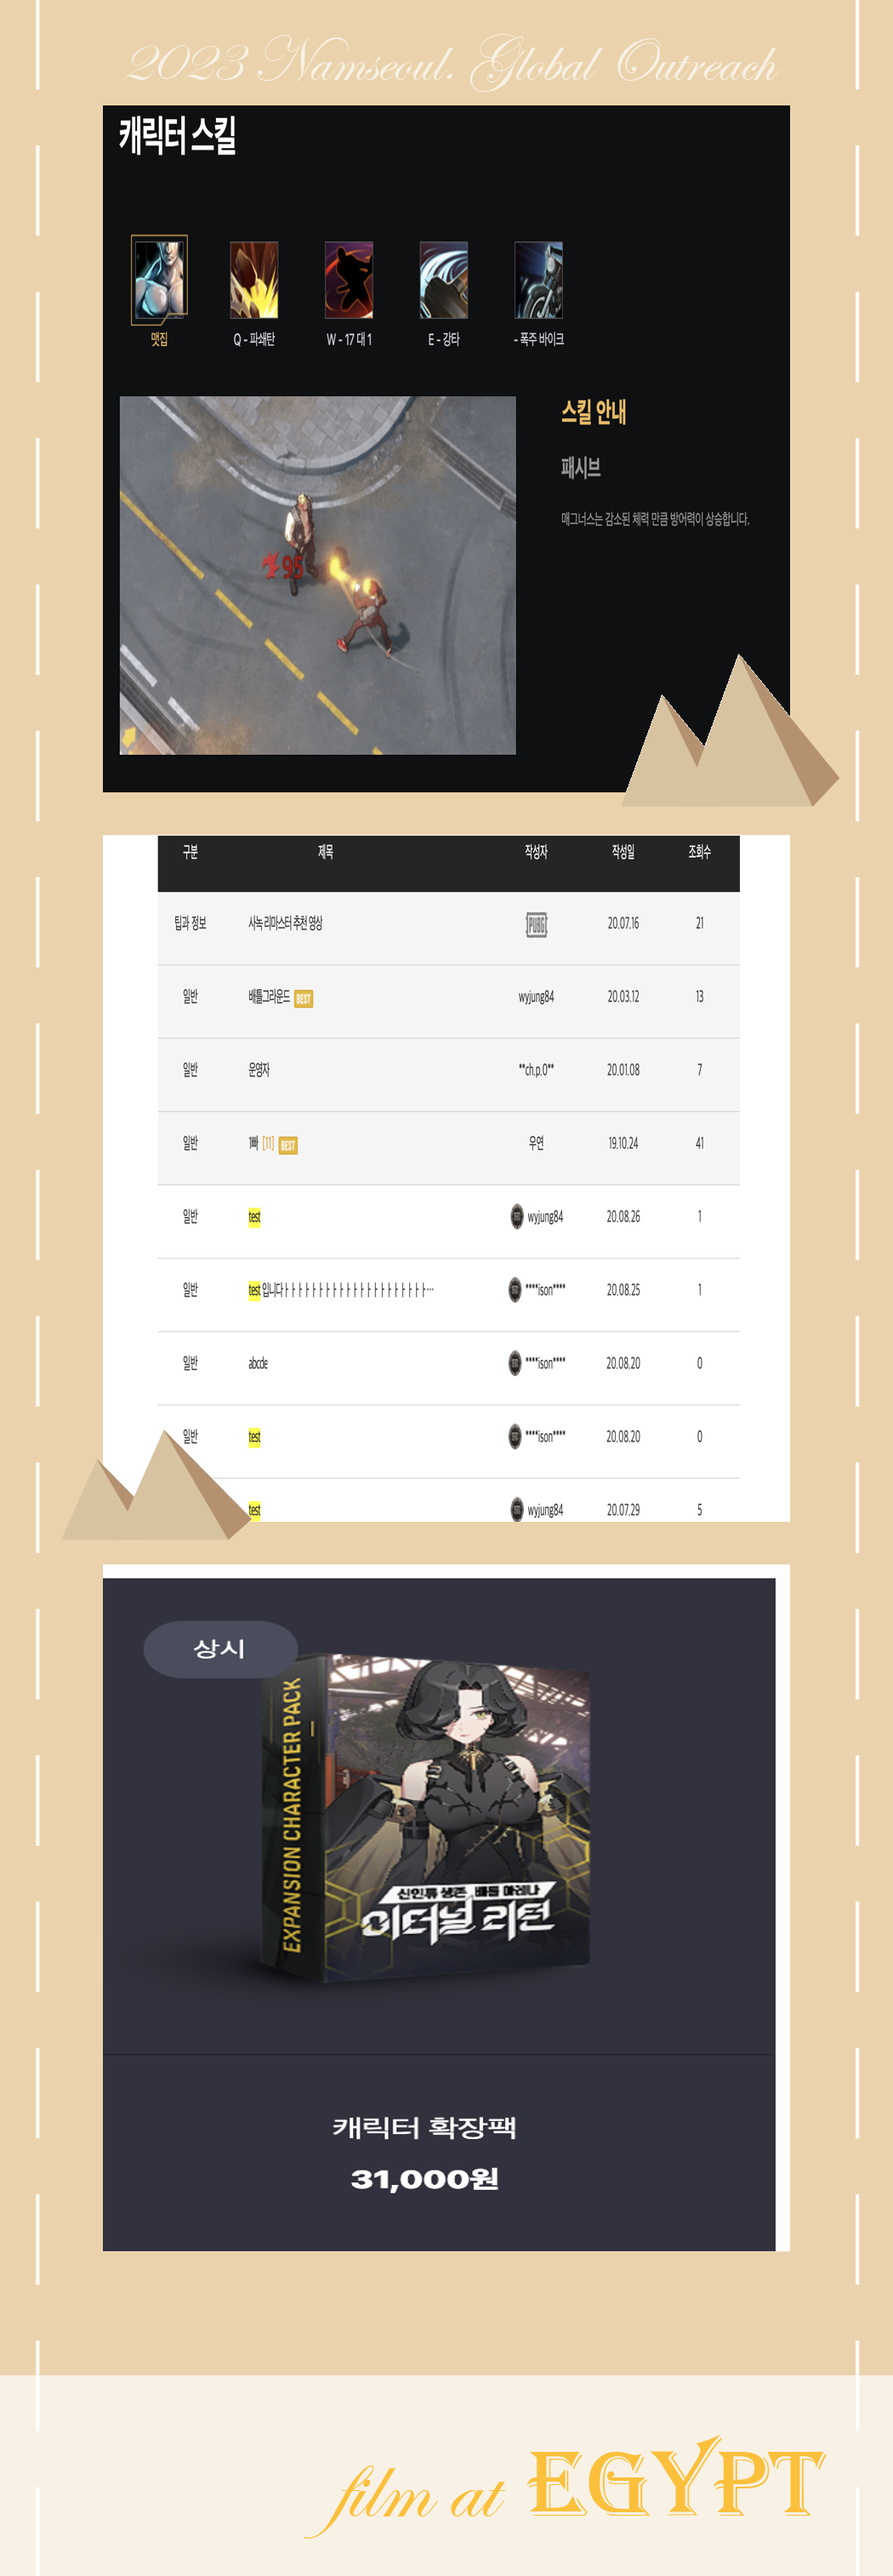 2023 Namseoul. Global Outreach
캐릭터 스킬
맷집
Q - 파쇄탄
W - 17 대 1
E - 강타
- 폭주 바이크
95
스킬 안내
패시브
매그너스는 감소된 체력 만큼 방어력이 상승합니다.
구분 제목 작성자 작성일 조회수
팁과 정보 사녹 리마스터 추천 영상 PUBG 20.07.16 21
일반 배틀그라운드 BEST wyjung84 20.03.12 13
일반 운영자 **ch,p.0** 20.01.08 7
일반 1빠 [11] BEST 우연 19.10.24 41
일반 test wyjung84 20.08.26 1
일반 test 입니다ㅏㅏㅏㅏㅏㅏㅏㅏㅏㅏㅏㅏㅏㅏㅏㅏㅏㅏㅏㅏㅏ… ****ison**** 20.08.25 1
일반 abcde ****ison**** 20.08.20 0
일반 test ****ison**** 20.08.20 0
test wyjung84 20.07.29 5
상시
EXPANSION CHARACTER PACK
신인류 생존 배틀 아레나
이터널 리턴
캐릭터 확장팩
31,000원
film at EGYPT